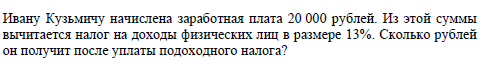 Ивану Кузьмичу начислена заработная плата 20 000 рублей. Из этой суммы
вычитается налог на доходы физических лиц в размере 13%. Сколько рублей
он получит после уплаты подоходного налога?